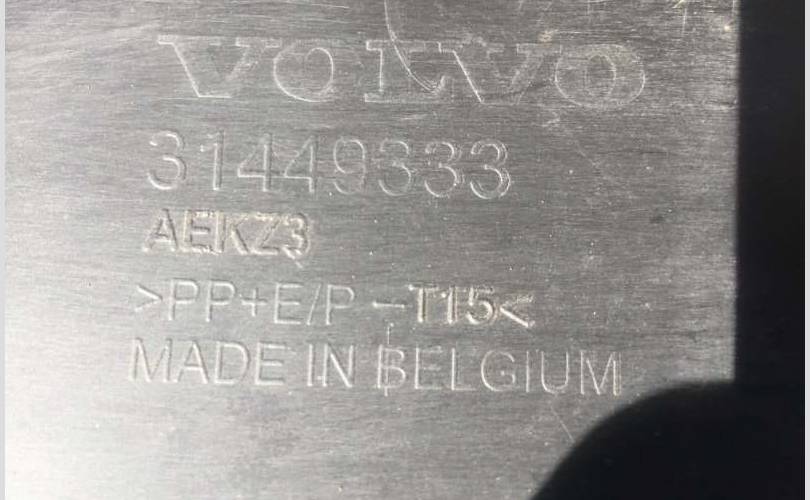 VOLVO
31449333
AEKZ3
>PP+E/P-T15<
MADE IN BELGIUM